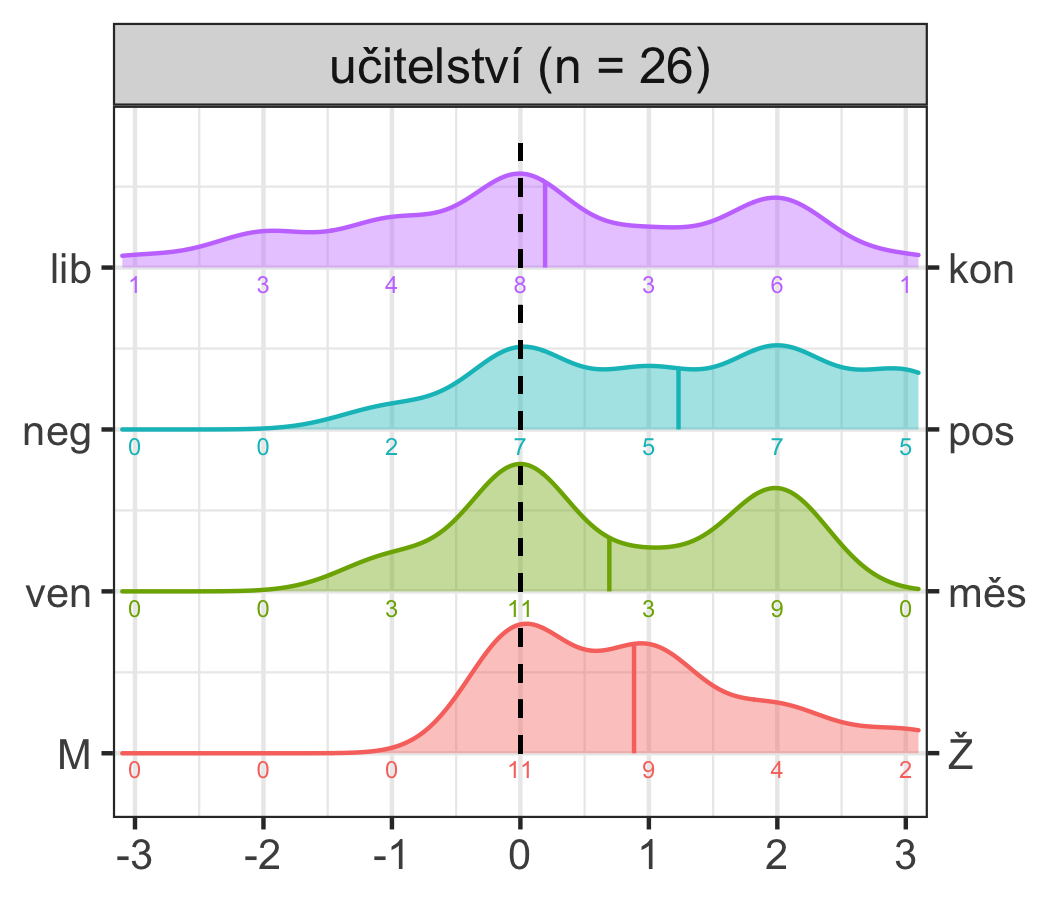 učitelství (n = 26)
lib kon
1 3 4 8 3 6 1
neg pos
0 0 2 7 5 7 5
ven měs
0 0 3 11 3 9 0
M Ž
0 0 0 11 9 4 2
-3 -2 -1 0 1 2 3